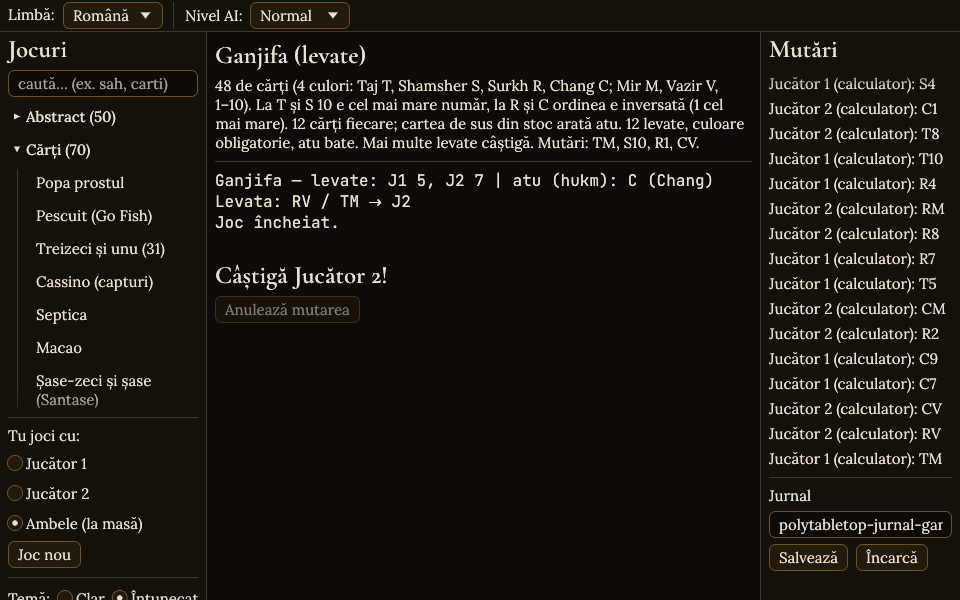 Limbă: Română ▼ Nivel AI: Normal ▼
Jocuri
caută... (ex. sah, carti)
▸ Abstract (50)
▾ Cărți (70)
Popa prostul
Pescuit (Go Fish)
Treizeci și unu (31)
Cassino (capturi)
Septica
Macao
Șase-zeci și șase
(Santase)
Tu joci cu:
Jucător 1
Jucător 2
Ambele (la masă)
Joc nou
Temă: Clar Întunecat
Ganjifa (levate)
48 de cărți (4 culori: Taj T, Shamsher S, Surkh R, Chang C; Mir M, Vazir V,
1–10). La T și S 10 e cel mai mare număr, la R și C ordinea e inversată (1 cel
mai mare). 12 cărți fiecare; cartea de sus din stoc arată atu. 12 levate, culoare
obligatorie, atu bate. Mai multe levate câștigă. Mutări: TM, S10, R1, CV.
Ganjifa — levate: J1 5, J2 7 | atu (hukm): C (Chang)
Levata: RV / TM → J2
Joc încheiat.
Câștigă Jucător 2!
Anulează mutarea
Mutări
Jucător 1 (calculator): S4
Jucător 2 (calculator): C1
Jucător 2 (calculator): T8
Jucător 1 (calculator): T10
Jucător 1 (calculator): R4
Jucător 2 (calculator): RM
Jucător 2 (calculator): R8
Jucător 1 (calculator): R7
Jucător 1 (calculator): T5
Jucător 2 (calculator): CM
Jucător 2 (calculator): R2
Jucător 1 (calculator): C9
Jucător 1 (calculator): C7
Jucător 2 (calculator): CV
Jucător 2 (calculator): RV
Jucător 1 (calculator): TM
Jurnal
polytabletop-jurnal-gar
Salvează Încarcă